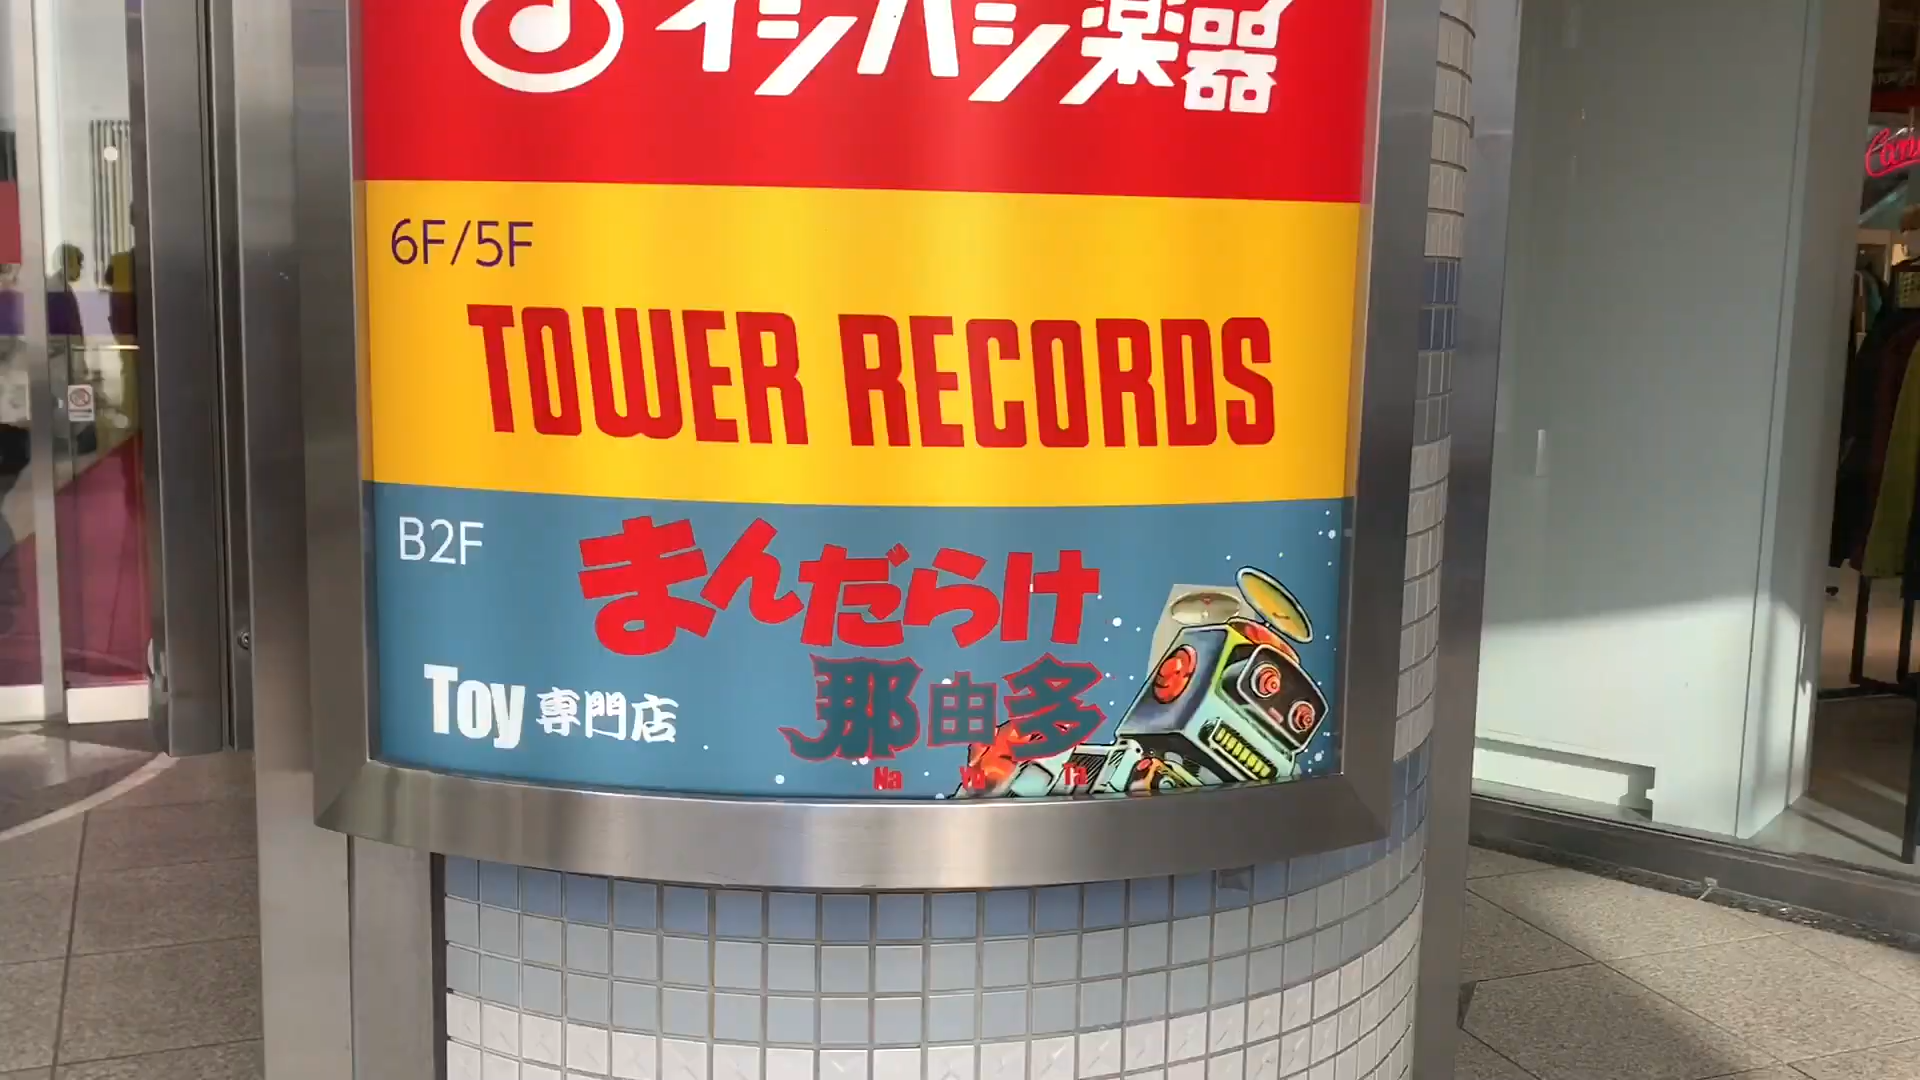 イシバシ楽器
6F/5F
TOWER RECORDS
B2F
まんだらけ
Toy 専門店
那由多
Na Yu Ta